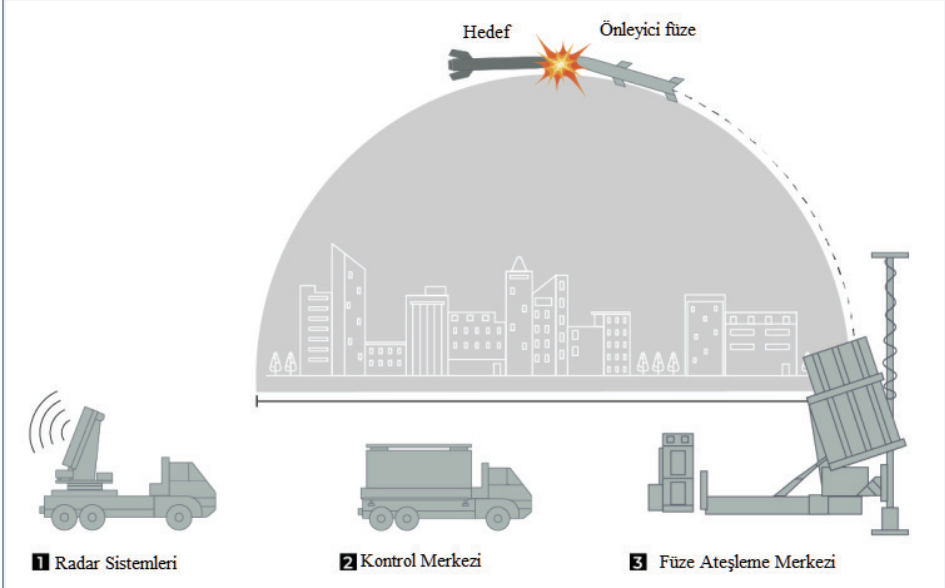 Hedef
Önleyici füze
1 Radar Sistemleri
2 Kontrol Merkezi
3 Füze Ateşleme Merkezi